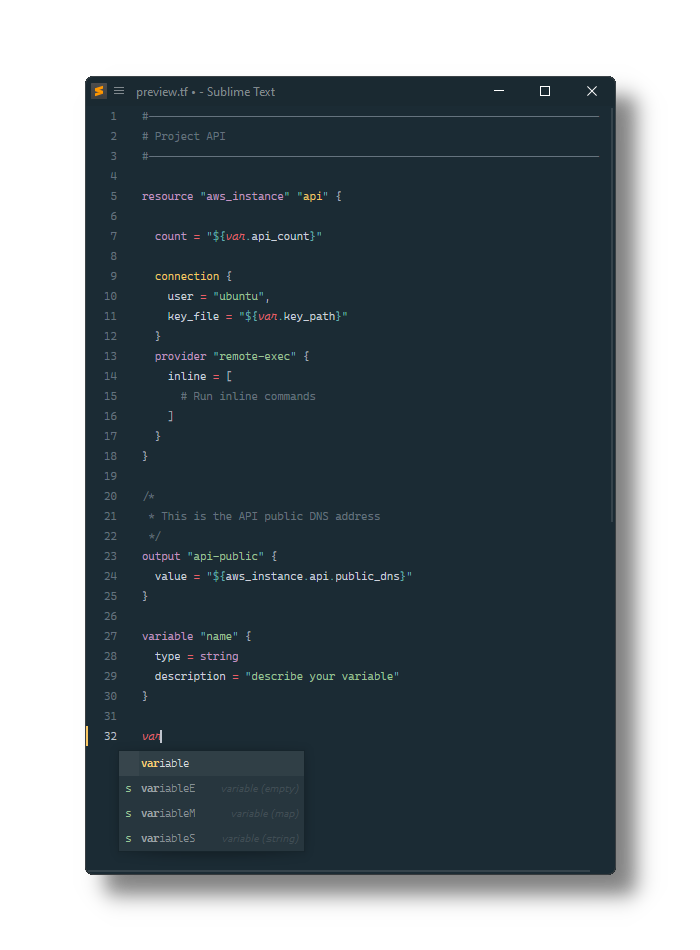 preview.tf • - Sublime Text
1 #
2 # Project API
3 #
4
5 resource "aws_instance" "api" {
6
7 count = "${var.api_count}"
8
9 connection {
10 user = "ubuntu",
11 key_file = "${var.key_path}"
12 }
13 provider "remote-exec" {
14 inline = [
15 # Run inline commands
16 ]
17 }
18 }
19
20 /*
21 * This is the API public DNS address
22 */
23 output "api-public" {
24 value = "${aws_instance.api.public_dns}"
25 }
26
27 variable "name" {
28 type = string
29 description = "describe your variable"
30 }
31
32 var
variable
s variableE variable (empty)
s variableM variable (map)
s variableS variable (string)